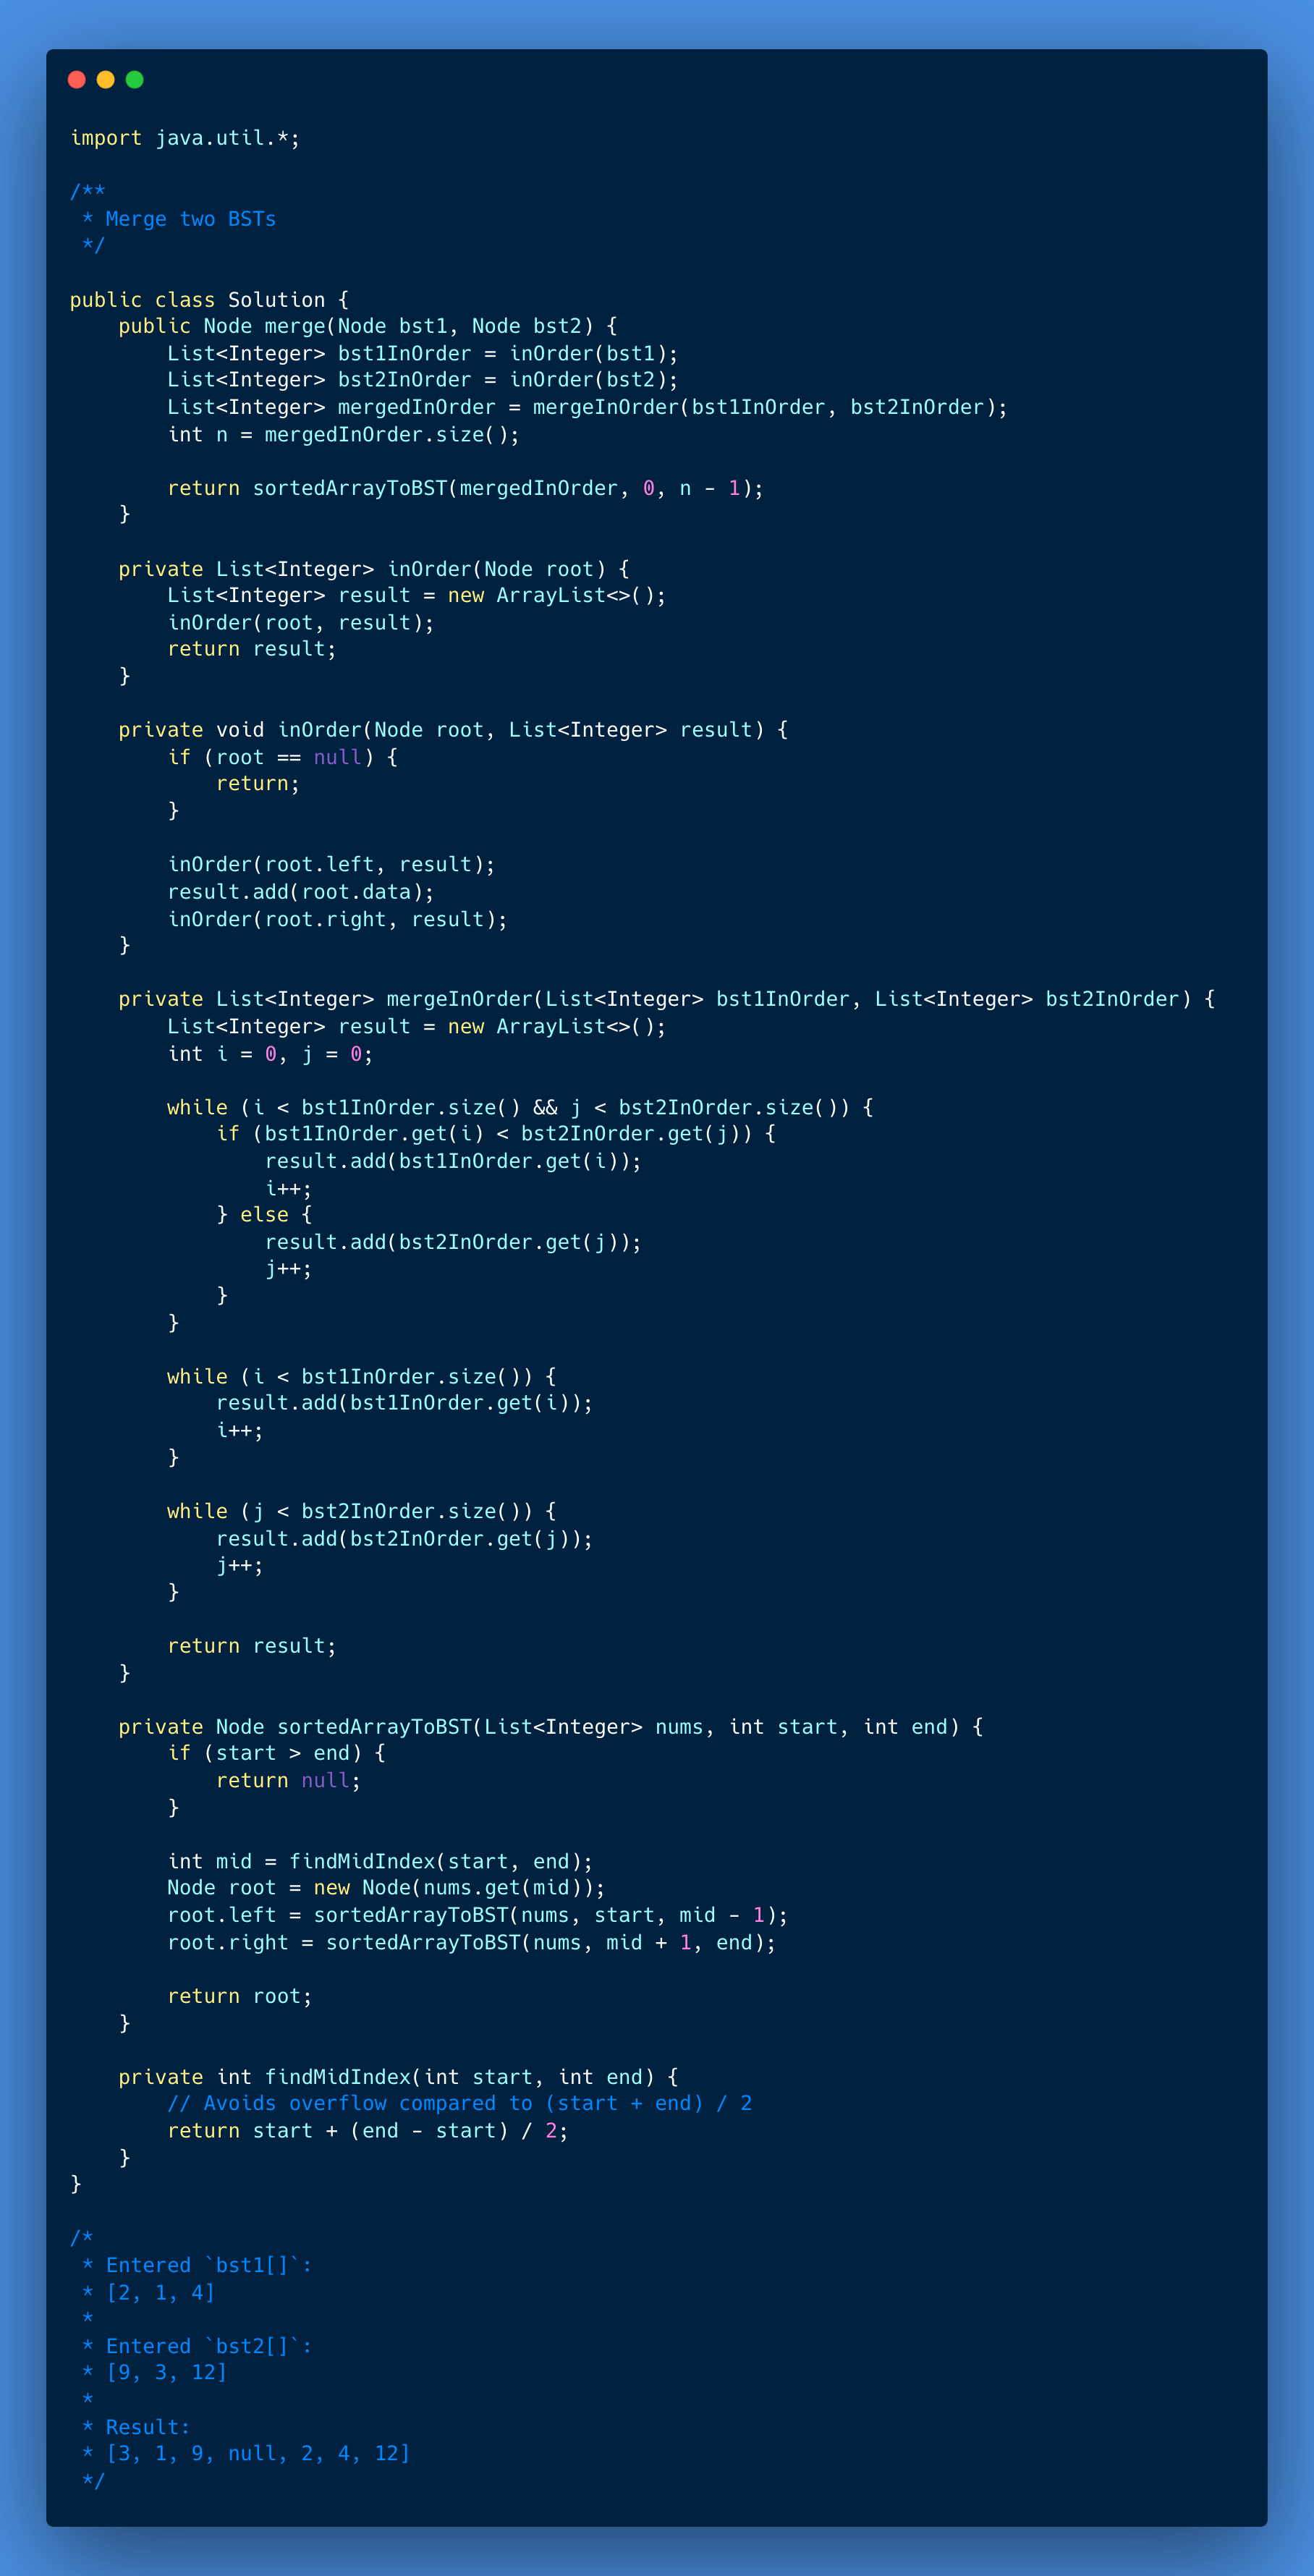 import java.util.*;

/**
 * Merge two BSTs
 */

public class Solution {
    public Node merge(Node bst1, Node bst2) {
        List<Integer> bst1InOrder = inOrder(bst1);
        List<Integer> bst2InOrder = inOrder(bst2);
        List<Integer> mergedInOrder = mergeInOrder(bst1InOrder, bst2InOrder);
        int n = mergedInOrder.size();

        return sortedArrayToBST(mergedInOrder, 0, n - 1);
    }

    private List<Integer> inOrder(Node root) {
        List<Integer> result = new ArrayList<>();
        inOrder(root, result);
        return result;
    }

    private void inOrder(Node root, List<Integer> result) {
        if (root == null) {
            return;
        }

        inOrder(root.left, result);
        result.add(root.data);
        inOrder(root.right, result);
    }

    private List<Integer> mergeInOrder(List<Integer> bst1InOrder, List<Integer> bst2InOrder) {
        List<Integer> result = new ArrayList<>();
        int i = 0, j = 0;

        while (i < bst1InOrder.size() && j < bst2InOrder.size()) {
            if (bst1InOrder.get(i) < bst2InOrder.get(j)) {
                result.add(bst1InOrder.get(i));
                i++;
            } else {
                result.add(bst2InOrder.get(j));
                j++;
            }
        }

        while (i < bst1InOrder.size()) {
            result.add(bst1InOrder.get(i));
            i++;
        }

        while (j < bst2InOrder.size()) {
            result.add(bst2InOrder.get(j));
            j++;
        }

        return result;
    }

    private Node sortedArrayToBST(List<Integer> nums, int start, int end) {
        if (start > end) {
            return null;
        }

        int mid = findMidIndex(start, end);
        Node root = new Node(nums.get(mid));
        root.left = sortedArrayToBST(nums, start, mid - 1);
        root.right = sortedArrayToBST(nums, mid + 1, end);

        return root;
    }

    private int findMidIndex(int start, int end) {
        // Avoids overflow compared to (start + end) / 2
        return start + (end - start) / 2;
    }
}

/*
 * Entered `bst1[]`:
 * [2, 1, 4]
 *
 * Entered `bst2[]`:
 * [9, 3, 12]
 *
 * Result:
 * [3, 1, 9, null, 2, 4, 12]
 */